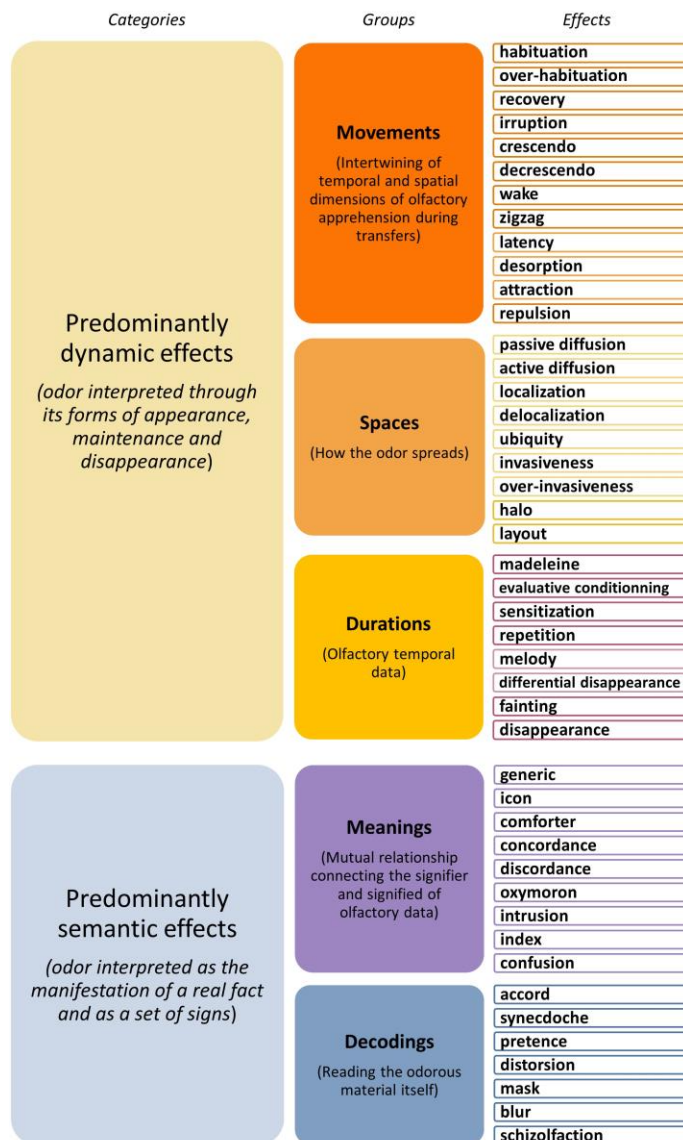 Categories
Groups
Effects
Predominantly
dynamic effects
(odor interpreted through
its forms of appearance,
maintenance and
disappearance)
Movements
(Intertwining of
temporal and spatial
dimensions of olfactory
apprehension during
transfers)
habituation
over-habituation
recovery
irruption
crescendo
decrescendo
wake
zigzag
latency
desorption
attraction
repulsion
Spaces
(How the odor spreads)
passive diffusion
active diffusion
localization
delocalization
ubiquity
invasiveness
over-invasiveness
halo
layout
Durations
(Olfactory temporal
data)
madeleine
evaluative conditionning
sensitization
repetition
melody
differential disappearance
fainting
disappearance
Predominantly
semantic effects
(odor interpreted as the
manifestation of a real fact
and as a set of signs)
Meanings
(Mutual relationship
connecting the signifier
and signified of
olfactory data)
generic
icon
comforter
concordance
discordance
oxymoron
intrusion
index
confusion
Decodings
(Reading the odorous
material itself)
accord
synecdoche
pretence
distorsion
mask
blur
schizolfaction